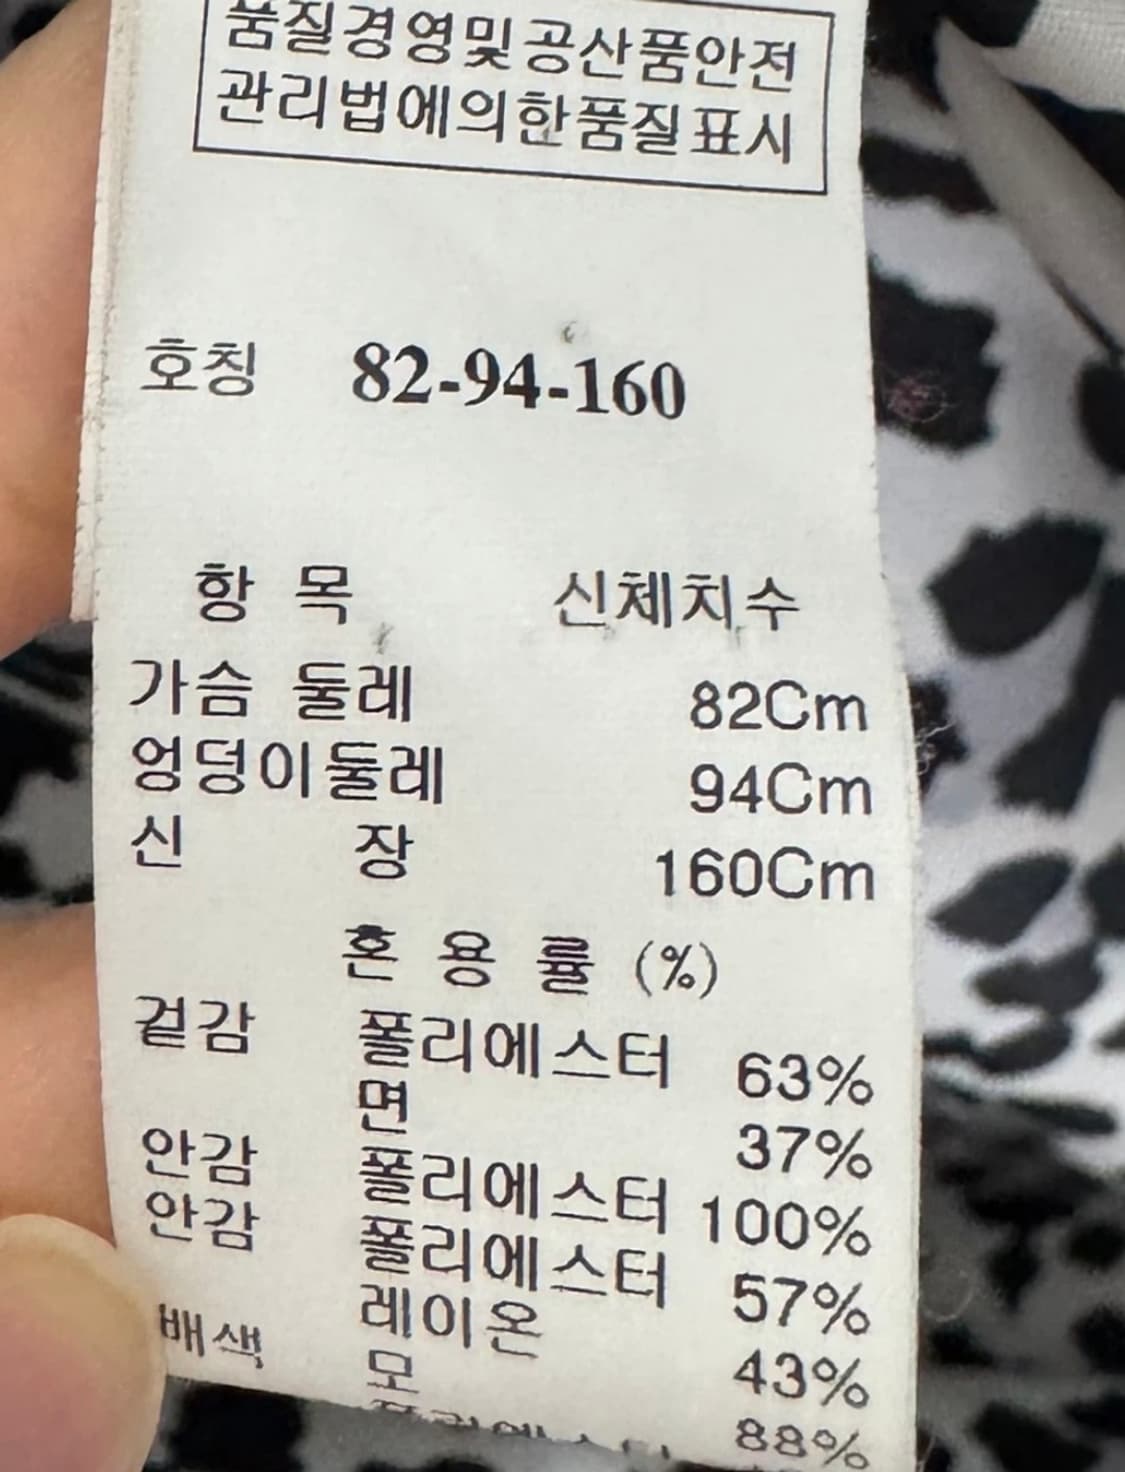 품질경영및공산품안전
관리법에의한품질표시
호칭 82-94-160
항 목 신체치수
가슴 둘레 82Cm
엉덩이둘레 94Cm
신 장 160Cm
혼 용 률 (%)
겉감 폴리에스터 63%
면 37%
안감 폴리에스터 100%
안감 폴리에스터 57%
레이온 43%
배색 모 88%